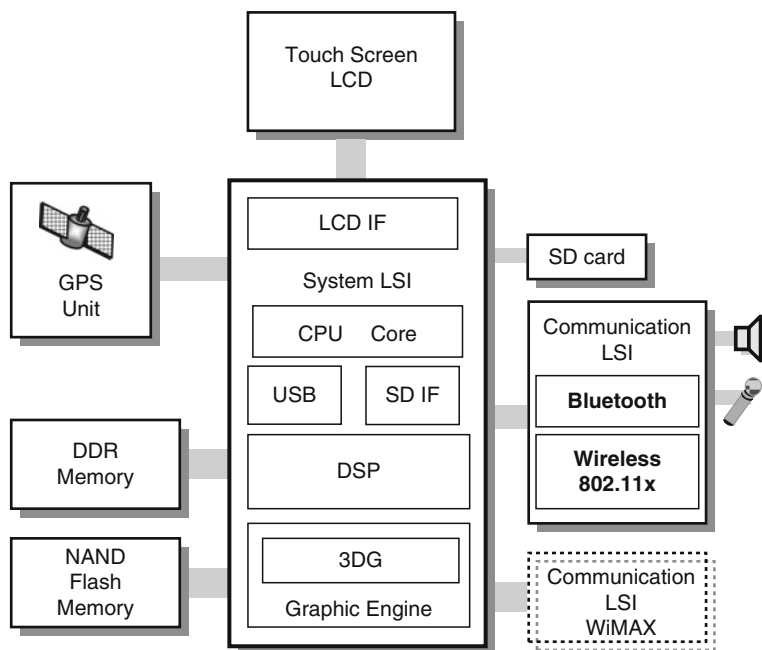 Touch Screen
LCD
GPS
Unit
LCD IF
System LSI
CPU Core
USB
SD IF
DSP
3DG
Graphic Engine
SD card
Communication
LSI
Bluetooth
Wireless
802.11x
DDR
Memory
NAND
Flash
Memory
Communication
LSI
WiMAX